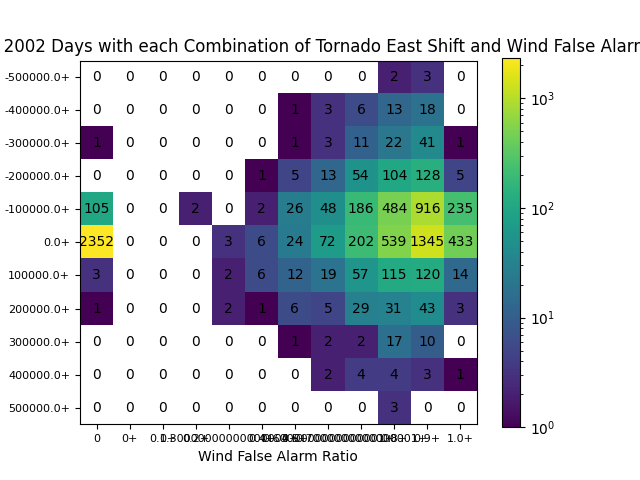 2002 Days with each Combination of Tornado East Shift and Wind False Alarm
-500000.0+ 0 0 0 0 0 0 0 0 0 2 3 0
-400000.0+ 0 0 0 0 0 0 1 3 6 13 18 0
-300000.0+ 1 0 0 0 0 0 1 3 11 22 41 1
-200000.0+ 0 0 0 0 0 1 5 13 54 104 128 5
-100000.0+ 105 0 0 2 0 2 26 48 186 484 916 235
0.0+ 2352 0 0 0 3 6 24 72 202 539 1345 433
100000.0+ 3 0 0 0 2 6 12 19 57 115 120 14
200000.0+ 1 0 0 0 2 1 6 5 29 31 43 3
300000.0+ 0 0 0 0 0 0 1 2 2 17 10 0
400000.0+ 0 0 0 0 0 0 0 2 4 4 3 1
500000.0+ 0 0 0 0 0 0 0 0 0 3 0 0
0 0+ 1.0+
Wind False Alarm Ratio
10³
10²
10¹
10⁰